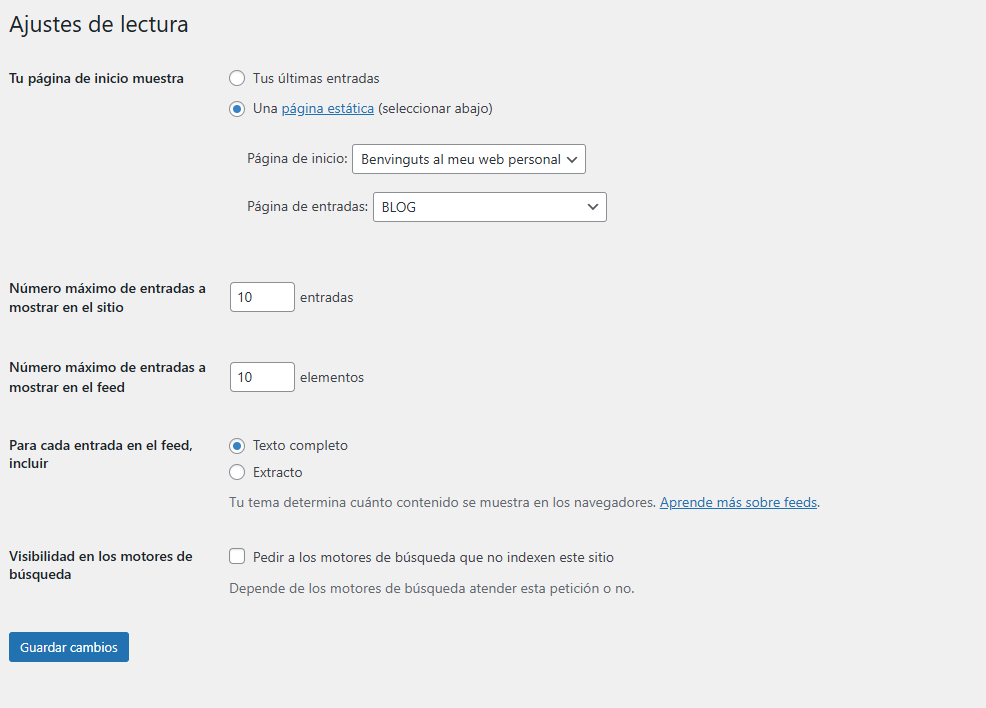 Ajustes de lectura
Tu página de inicio muestra
Tus últimas entradas
Una página estática (seleccionar abajo)
Página de inicio: Benvinguts al meu web personal
Página de entradas: BLOG
Número máximo de entradas a
mostrar en el sitio
10 entradas
Número máximo de entradas a
mostrar en el feed
10 elementos
Para cada entrada en el feed,
incluir
Texto completo
Extracto
Tu tema determina cuánto contenido se muestra en los navegadores. Aprende más sobre feeds.
Visibilidad en los motores de
búsqueda
Pedir a los motores de búsqueda que no indexen este sitio
Depende de los motores de búsqueda atender esta petición o no.
Guardar cambios